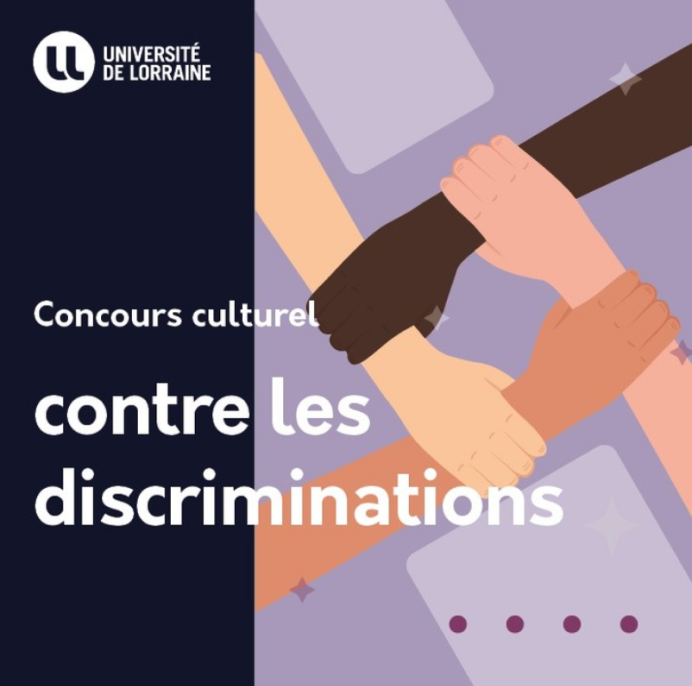 UNIVERSITÉ
DE LORRAINE
Concours culturel
contre les
discriminations